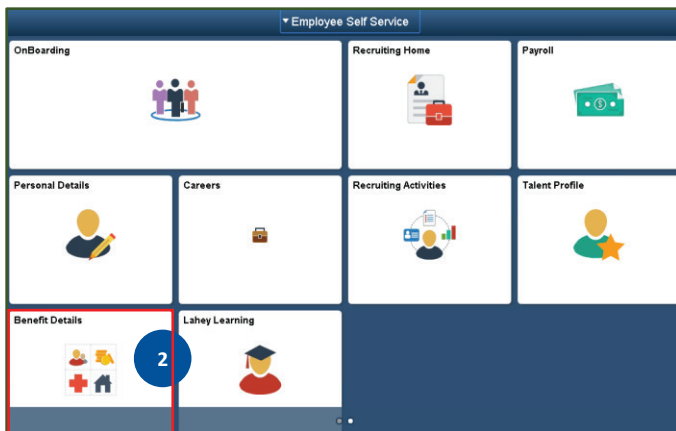 Employee Self Service
OnBoarding
Recruiting Home
Payroll
Personal Details
Careers
Recruiting Activities
Talent Profile
Benefit Details
Lahey Learning
2